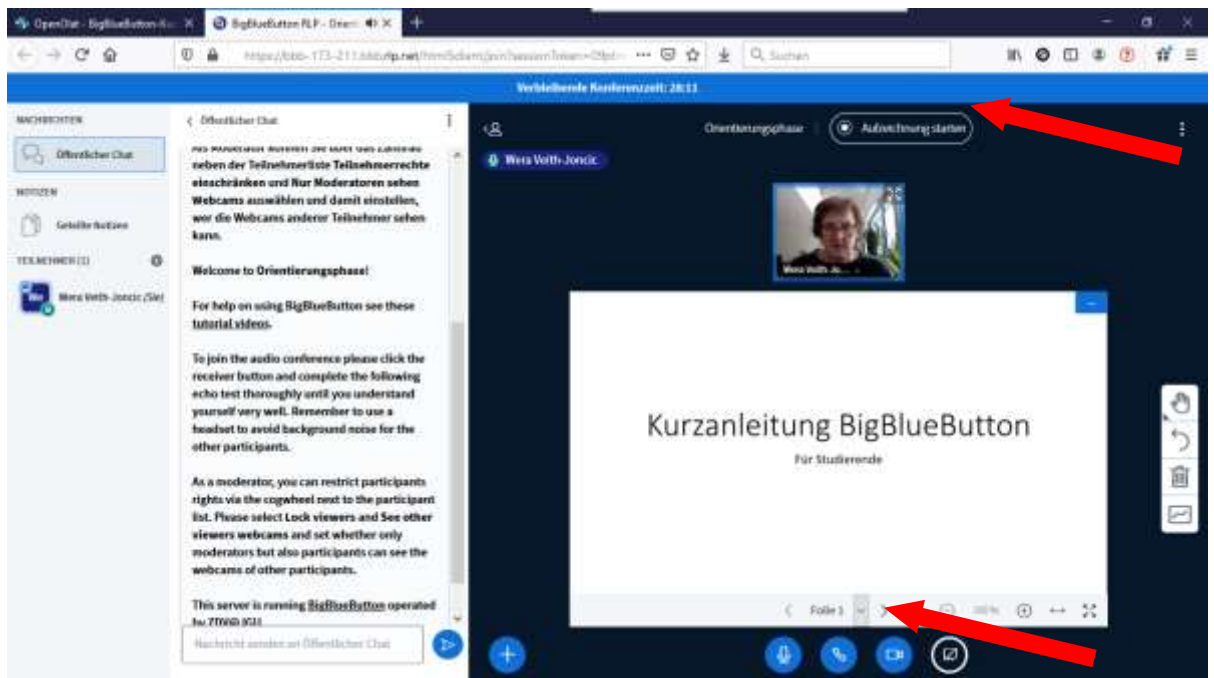 BigBlueButton RLP - Orien
Suchen
Verbleibende Konferenzzeit: 28:11
NACHRICHTEN
Öffentlicher Chat
NOTIZEN
Geteilte Notizen
TEILNEHMER (1)
Wera Veith-Joncic
Öffentlicher Chat
neben der Teilnehmerliste Teilnehmerrechte
einschränken und Nur Moderatoren sehen
Webcams auswählen und damit einstellen,
wer die Webcams anderer Teilnehmer sehen
kann.
Welcome to Orientierungsphase!
For help on using BigBlueButton see these
tutorial videos.
To join the audio conference please click the
receiver button and complete the following
echo test thoroughly until you understand
yourself very well. Remember to use a
headset to avoid background noise for the
other participants.
As a moderator, you can restrict participants
rights via the cogwheel next to the participant
list. Please select Lock viewers and See other
viewers webcams and set whether only
moderators but also participants can see the
webcams of other participants.
This server is running BigBlueButton operated
Nachricht senden an Öffentlicher Chat
Orientierungsphase
Aufzeichnung starten
Wera Veith-Joncic
Wera Veith-Jo...
Kurzanleitung BigBlueButton
Für Studierende
Folie 1